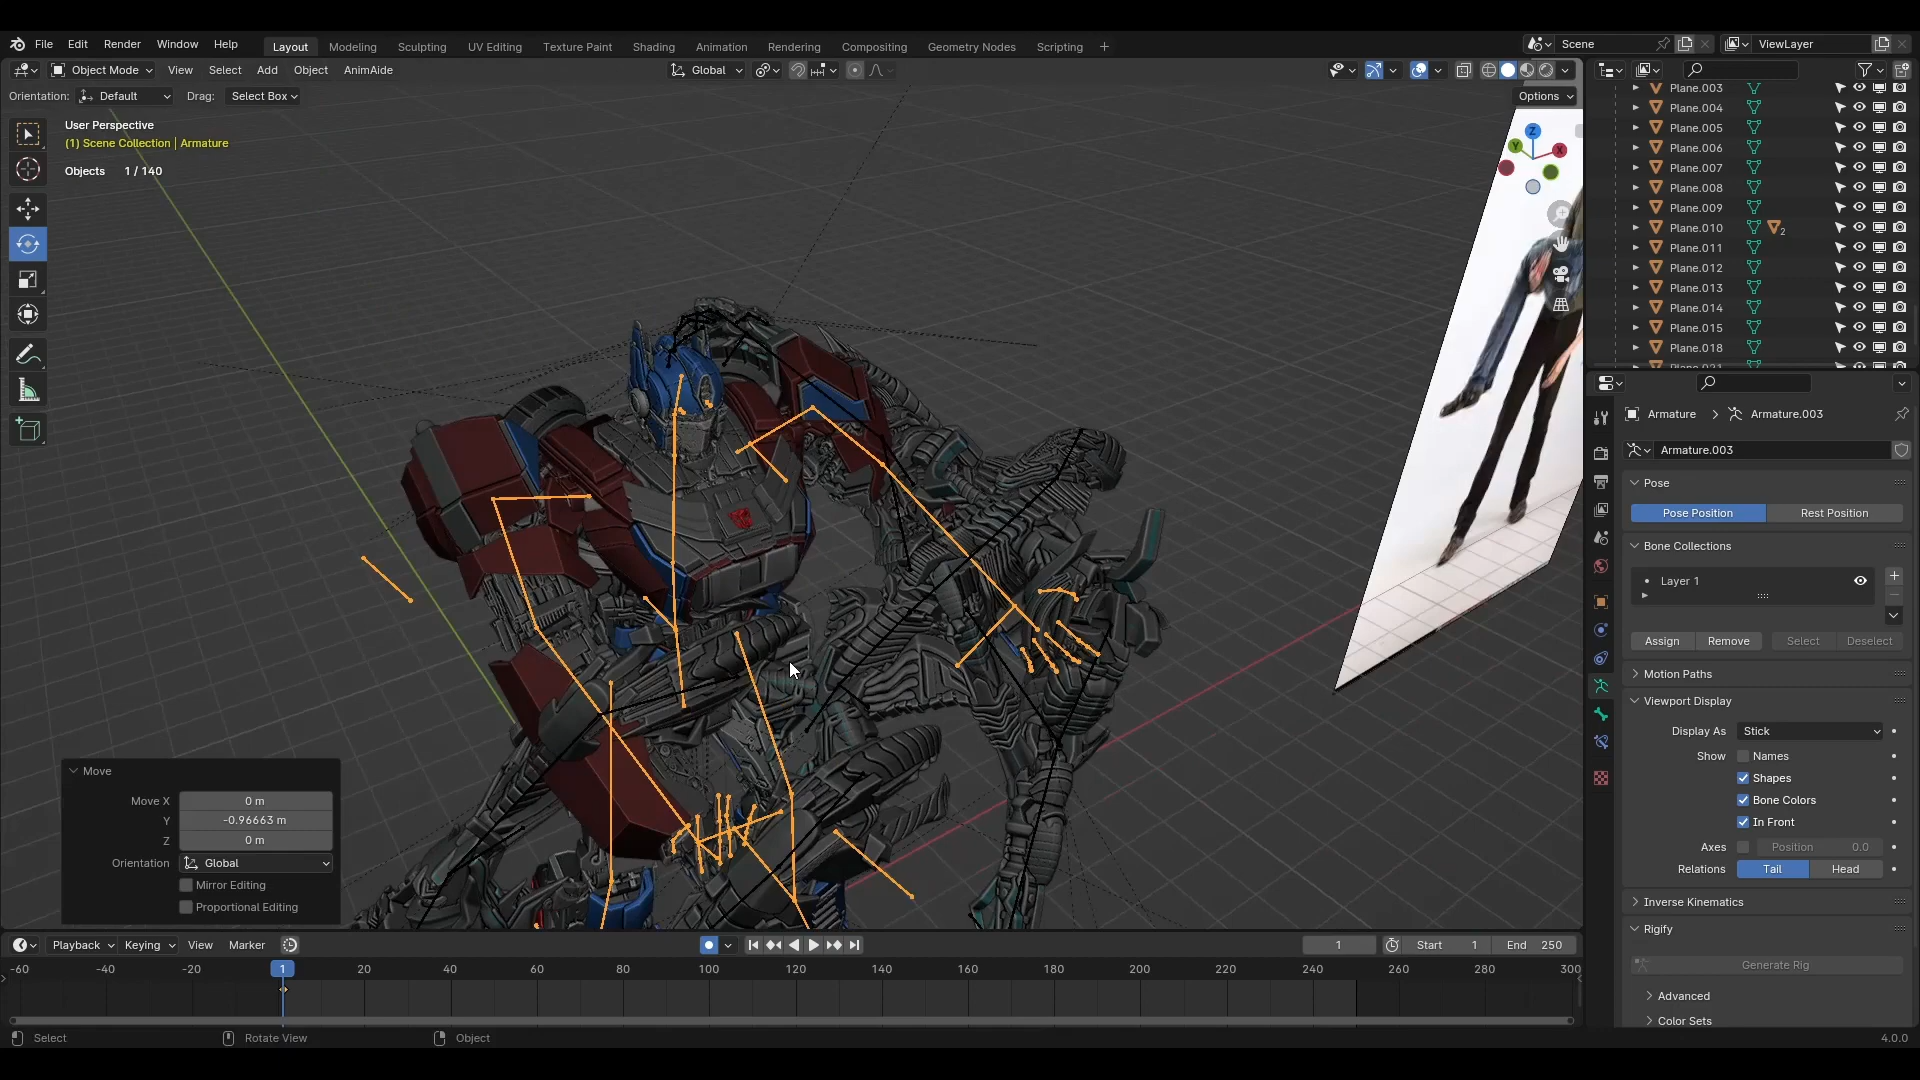 File Edit Render Window Help Layout Modeling Sculpting UV Editing Texture Paint Shading Animation Rendering Compositing Geometry Nodes Scripting + Scene ViewLayer
Object Mode View Select Add Object AnimAide Global
Orientation: Default Drag: Select Box Options
User Perspective
(1) Scene Collection | Armature
Objects 1 / 140
Z
Y
X
Plane.003
Plane.004
Plane.005
Plane.006
Plane.007
Plane.008
Plane.009
Plane.010 2
Plane.011
Plane.012
Plane.013
Plane.014
Plane.015
Plane.018
Armature > Armature.003
Armature.003
Pose
Pose Position Rest Position
Bone Collections
Layer 1
Assign Remove Select Deselect
Motion Paths
Viewport Display
Display As Stick
Show Names
Shapes
Bone Colors
In Front
Axes Position 0.0
Relations Tail Head
Inverse Kinematics
Rigify
Generate Rig
Advanced
Color Sets
Move
Move X 0 m
Y -0.96663 m
Z 0 m
Orientation Global
Mirror Editing
Proportional Editing
Playback Keying View Marker 1 Start 1 End 250
-60 -40 -20 1 20 40 60 80 100 120 140 160 180 200 220 240 260 280 300
Select Rotate View Object 4.0.0